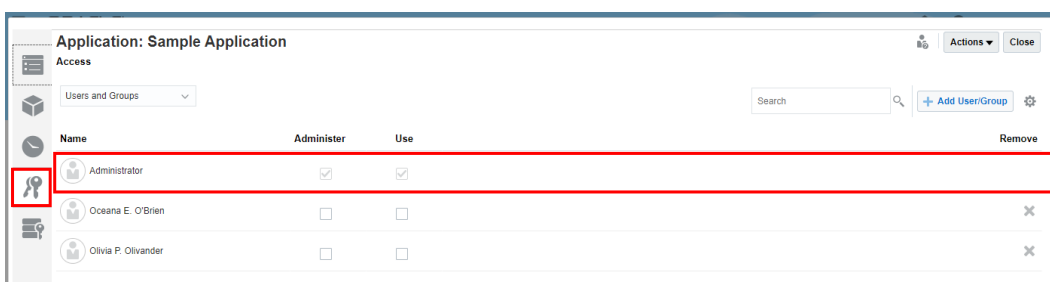 Application: Sample Application
Actions Close
Access
Users and Groups
Search
Add User/Group
Name Administer Use Remove
Administrator
Oceana E. O'Brien
Olivia P. Olivander